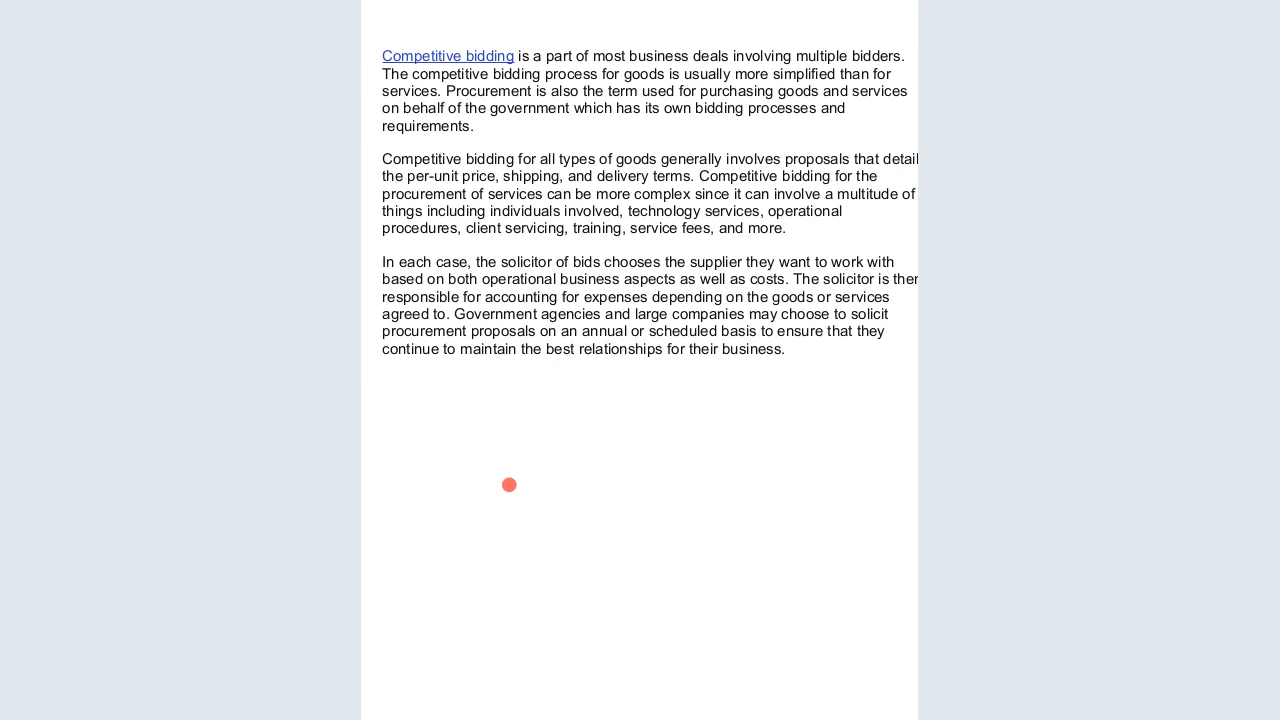 Competitive bidding is a part of most business deals involving multiple bidders.
The competitive bidding process for goods is usually more simplified than for
services. Procurement is also the term used for purchasing goods and services
on behalf of the government which has its own bidding processes and
requirements.
Competitive bidding for all types of goods generally involves proposals that detail
the per-unit price, shipping, and delivery terms. Competitive bidding for the
procurement of services can be more complex since it can involve a multitude of
things including individuals involved, technology services, operational
procedures, client servicing, training, service fees, and more.
In each case, the solicitor of bids chooses the supplier they want to work with
based on both operational business aspects as well as costs. The solicitor is then
responsible for accounting for expenses depending on the goods or services
agreed to. Government agencies and large companies may choose to solicit
procurement proposals on an annual or scheduled basis to ensure that they
continue to maintain the best relationships for their business.